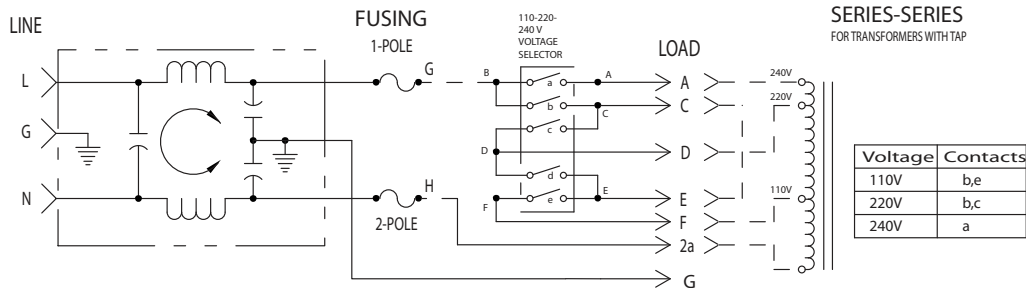 LINE
FUSING
1-POLE
110-220-
240 V
VOLTAGE
SELECTOR
LOAD
SERIES-SERIES
FOR TRANSFORMERS WITH TAP
L
G
B
a
A
A
240V
b
C
C
220V
G
c
D
D
Voltage Contacts
110V b,e
220V b,c
240V a
d
N
H
e
E
E
110V
F
F
2-POLE
2a
G